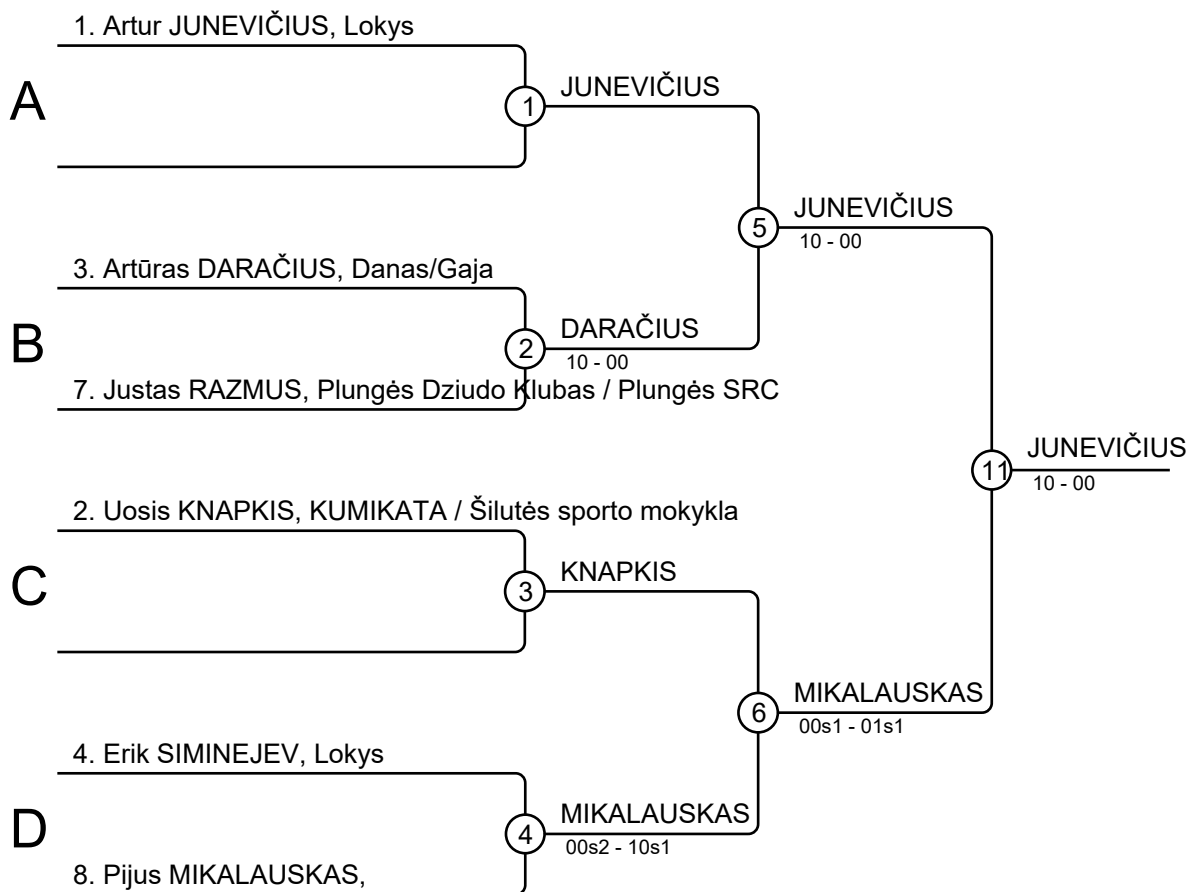 1. Artur JUNEVIČIUS, Lokys
A
1
JUNEVIČIUS
5
JUNEVIČIUS
10 - 00
3. Artūras DARAČIUS, Danas/Gaja
B
2
DARAČIUS
10 - 00
7. Justas RAZMUS, Plungės Dziudo Klubas / Plungės SRC
11
JUNEVIČIUS
10 - 00
2. Uosis KNAPKIS, KUMIKATA / Šilutės sporto mokykla
C
3
KNAPKIS
6
MIKALAUSKAS
00s1 - 01s1
4. Erik SIMINEJEV, Lokys
D
4
MIKALAUSKAS
00s2 - 10s1
8. Pijus MIKALAUSKAS,